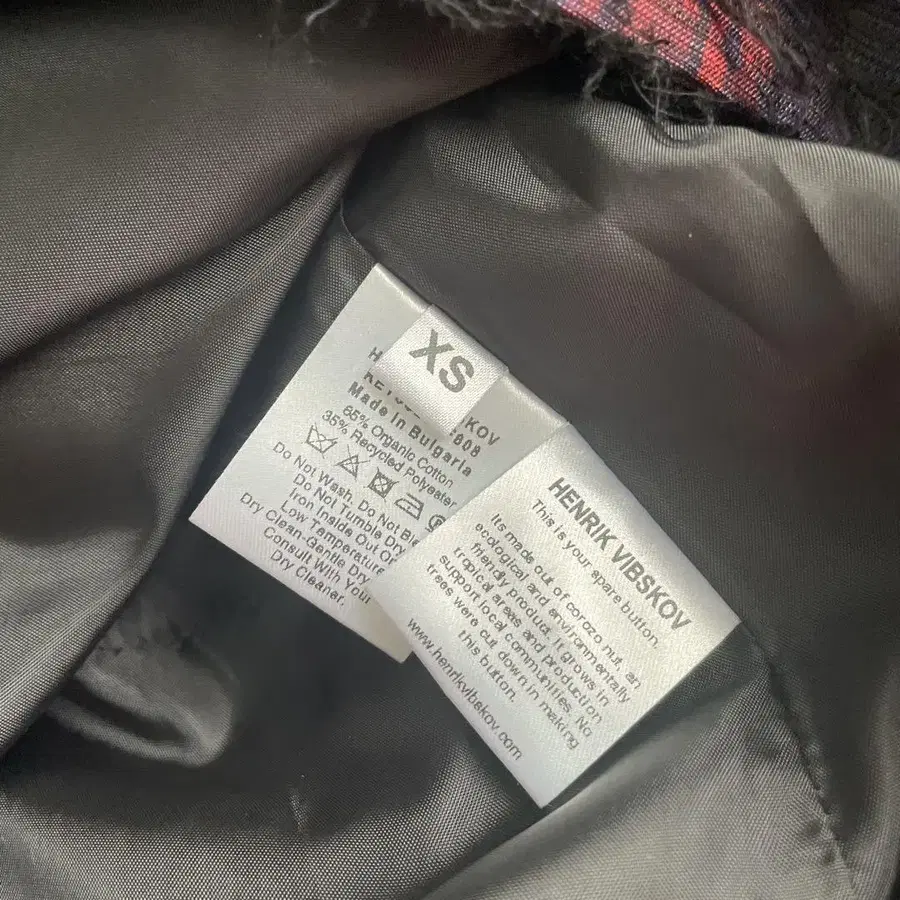 XS
KOV
808
Made in Bulgaria
65% Organic Cotton
35% Recycled Polyester
Do Not Wash. Do Not
Do Not Tumble Dry
Iron Inside Out
Low Temperature
Dry Clean-Gentle Dry
Consult With Your
Dry Cleaner.
HENRIK VIBSKOV
This is your spare button.
Its made out of corozo nut, an
ecological and environmentally
friendly product. It grows in
tropical areas and production
support local communities. No
trees were cut down in making
this button.
www.henrikvibskov.com